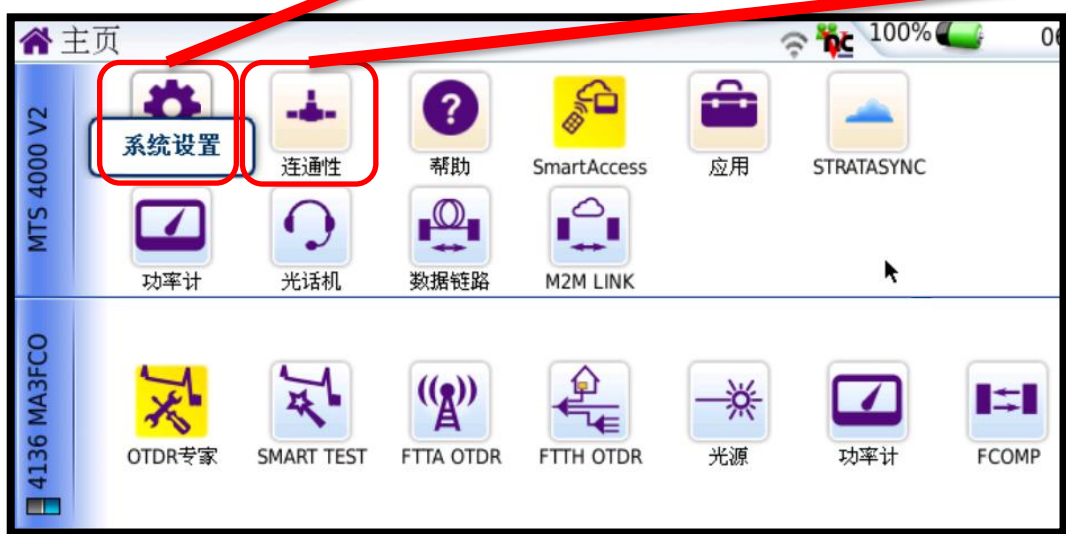 主页
100%
06
MTS 4000 V2
系统设置
连通性
帮助
SmartAccess
应用
STRATASYNC
功率计
光话机
数据链路
M2M LINK
4136 MA3FCO
OTDR专家
SMART TEST
FTTA OTDR
FTTH OTDR
光源
功率计
FCOMP